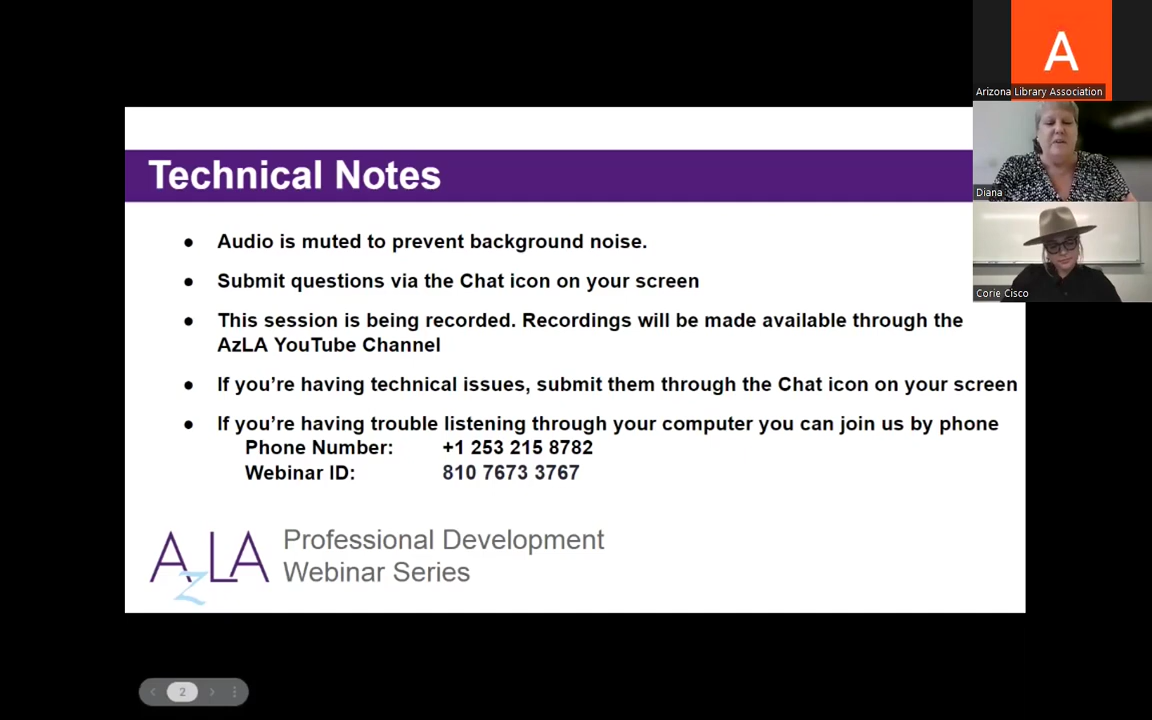 A
Arizona Library Association
Diana
Corie Cisco
Technical Notes
● Audio is muted to prevent background noise.
● Submit questions via the Chat icon on your screen
● This session is being recorded. Recordings will be made available through the
AzLA YouTube Channel
● If you’re having technical issues, submit them through the Chat icon on your screen
● If you’re having trouble listening through your computer you can join us by phone
Phone Number: +1 253 215 8782
Webinar ID: 810 7673 3767
AzLA
Professional Development
Webinar Series
2